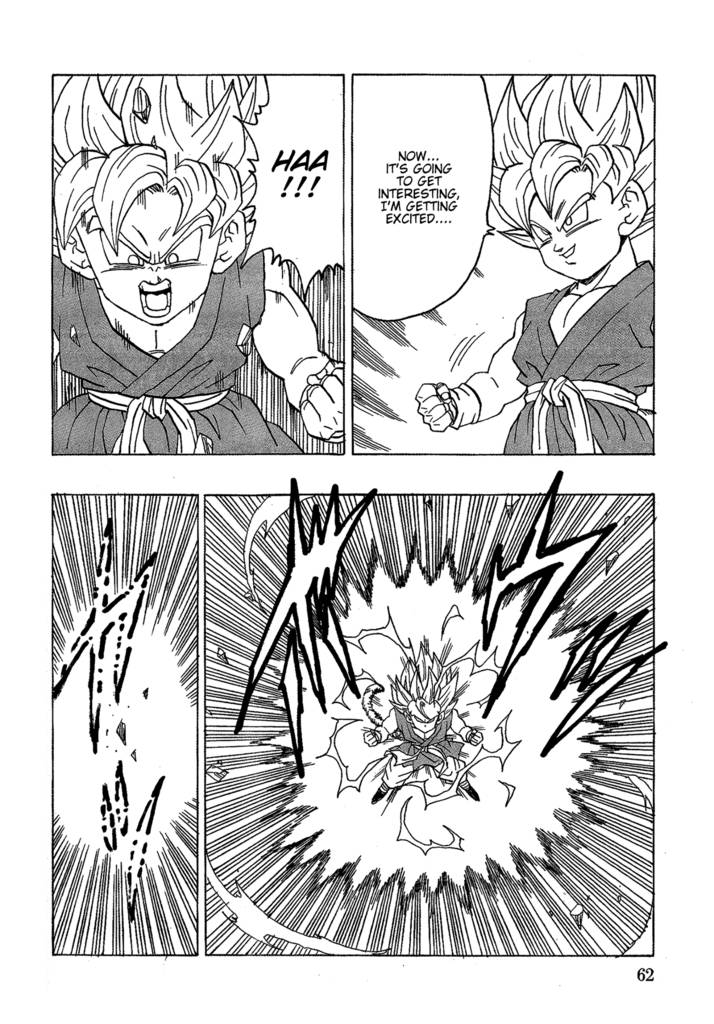 NOW...
IT'S GOING
TO GET
INTERESTING,
I'M GETTING
EXCITED....
HAA
!!!
62